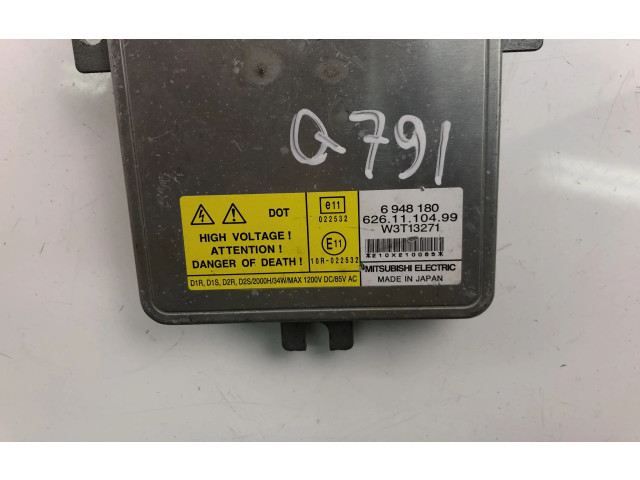 Q791
DOT
HIGH VOLTAGE!
ATTENTION!
DANGER OF DEATH!
e11
022532
E11
10R-022532
D1R, D1S, D2R, D2S/2000H/34W/MAX 1200V DC/85V AC
6 948 180
626.11.104.99
W3T13271
*210X210085*
MITSUBISHI ELECTRIC
MADE IN JAPAN